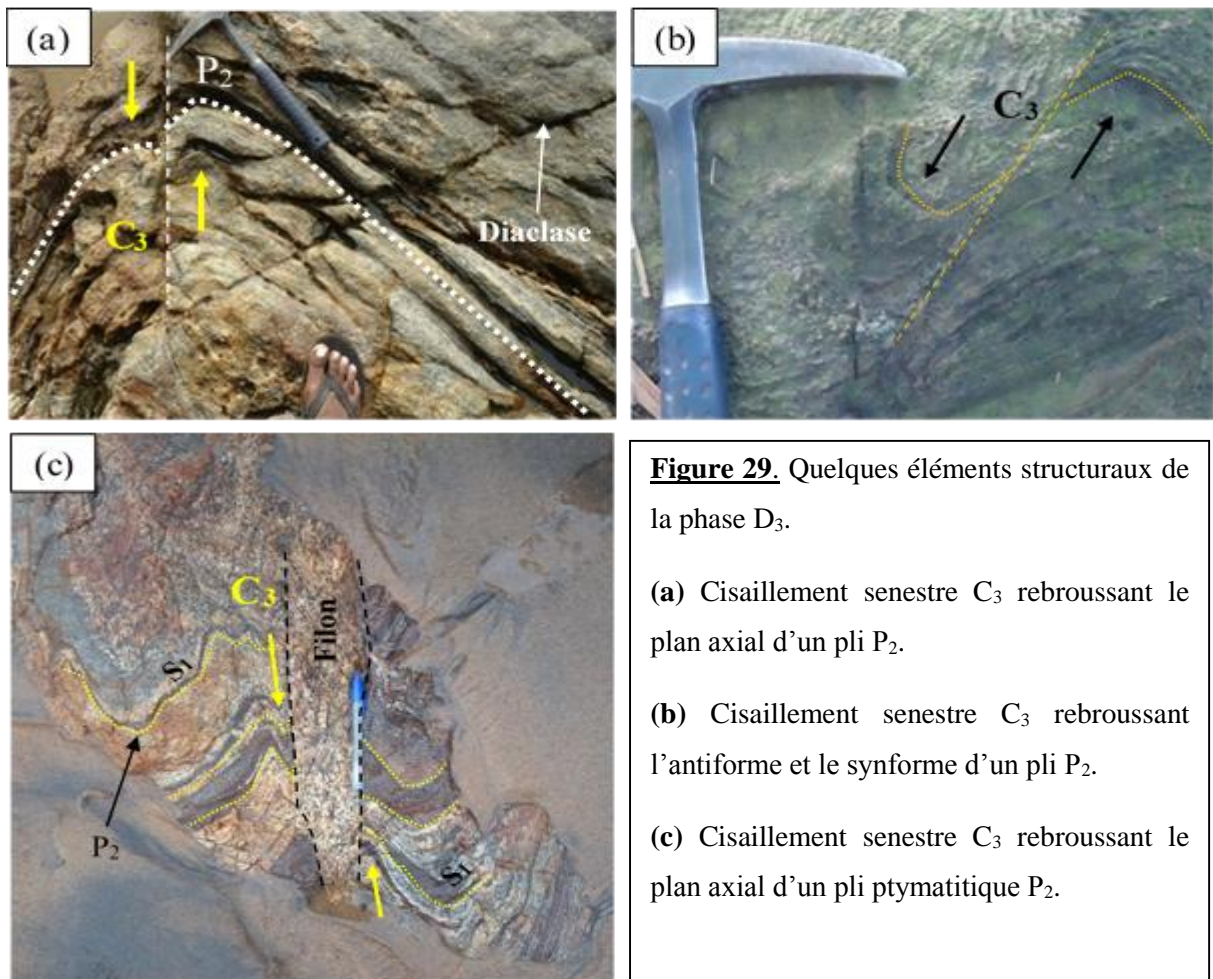 (a)
P₂
C₃
Diaclase
(b)
C₃
(c)
C₃
Filon
S₁
P₂
S₁
Figure 29. Quelques éléments structuraux de
la phase D₃.
(a) Cisaillement senestre C₃ rebroussant le
plan axial d’un pli P₂.
(b) Cisaillement senestre C₃ rebroussant
l’antiforme et le synforme d’un pli P₂.
(c) Cisaillement senestre C₃ rebroussant le
plan axial d’un pli ptymatitique P₂.